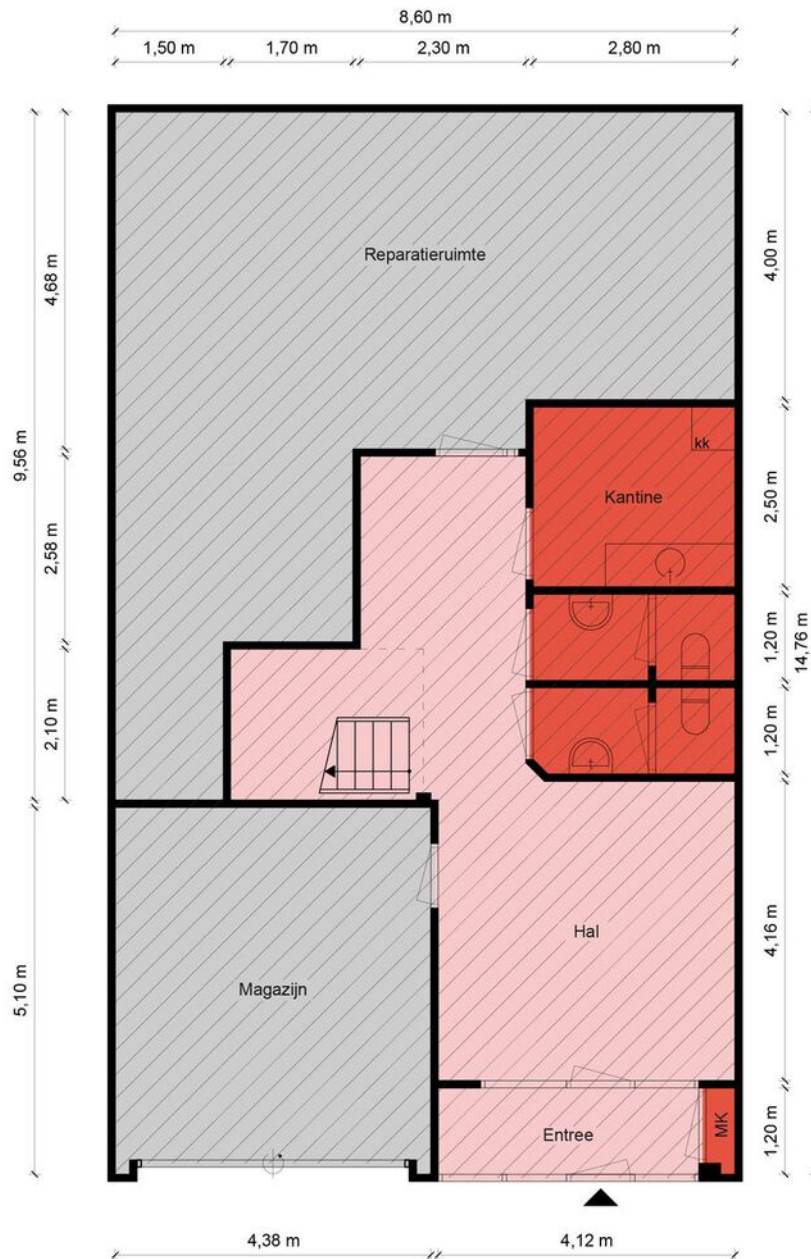 8,60 m
1,50 m
1,70 m
2,30 m
2,80 m
Reparatieruimte
4,00 m
4,68 m
9,56 m
kk
Kantine
2,50 m
2,58 m
1,20 m
14,76 m
2,10 m
1,20 m
Hal
4,16 m
Magazijn
5,10 m
Entree
MK
1,20 m
4,38 m
4,12 m